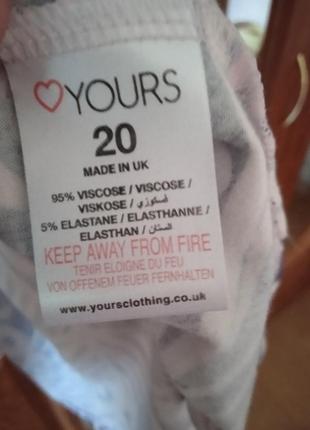 ♡YOURS
20
MADE IN UK
95% VISCOSE / VISCOSE /
VISKOSE / فسكوزي /
5% ELASTANE / ELASTHANNE /
ELASTHAN / الستان /
KEEP AWAY FROM FIRE
TENIR ELOIGNE DU FEU
VON OFFENEM FEUER FERNHALTEN
www.yoursclothing.co.uk